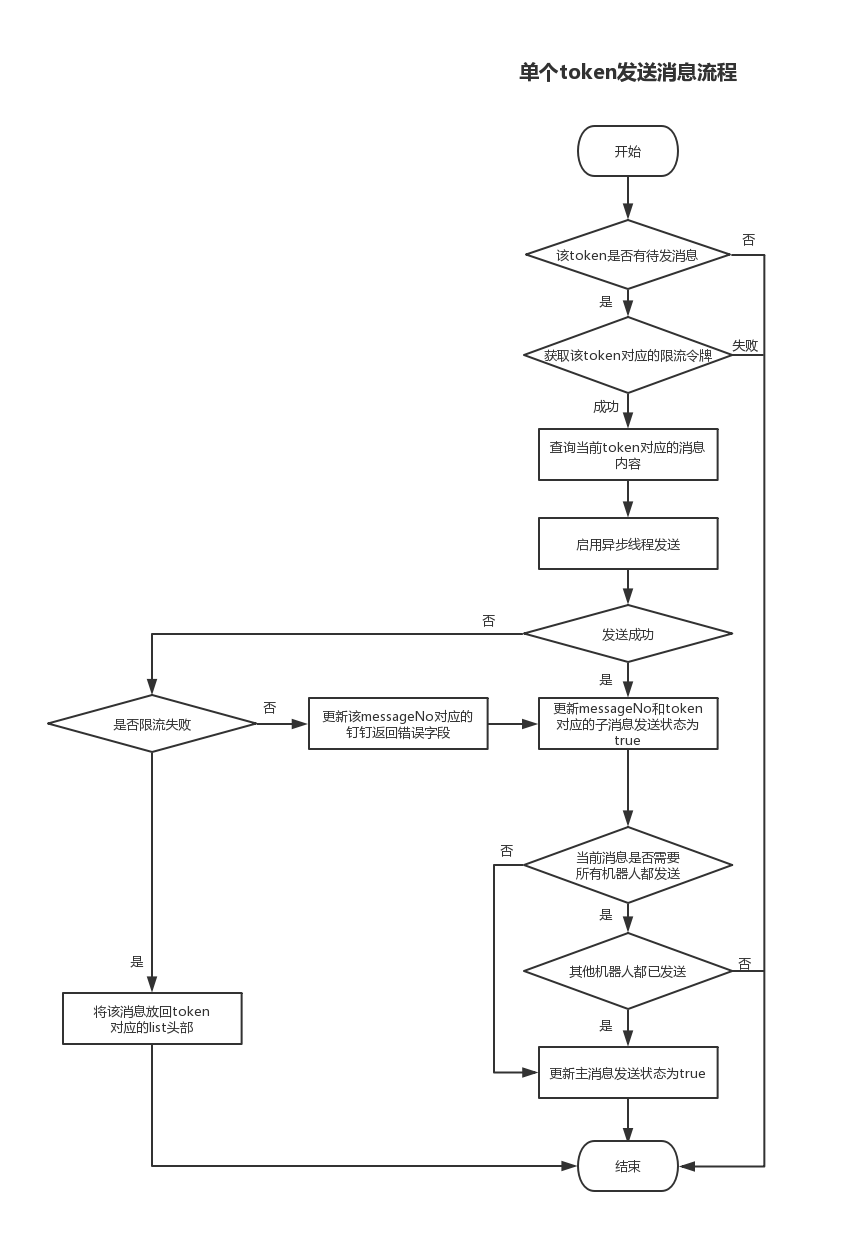 单个token发送消息流程
开始
该token是否有待发消息
否
是
获取该token对应的限流令牌
失败
成功
查询当前token对应的消息
内容
启用异步线程发送
发送成功
否
是
是否限流失败
否
更新该messageNo对应的
钉钉返回错误字段
更新messageNo和token
对应的子消息发送状态为
true
当前消息是否需要
所有机器人都发送
否
是
其他机器人都已发送
否
是
是
将该消息放回token
对应的list头部
更新主消息发送状态为true
结束